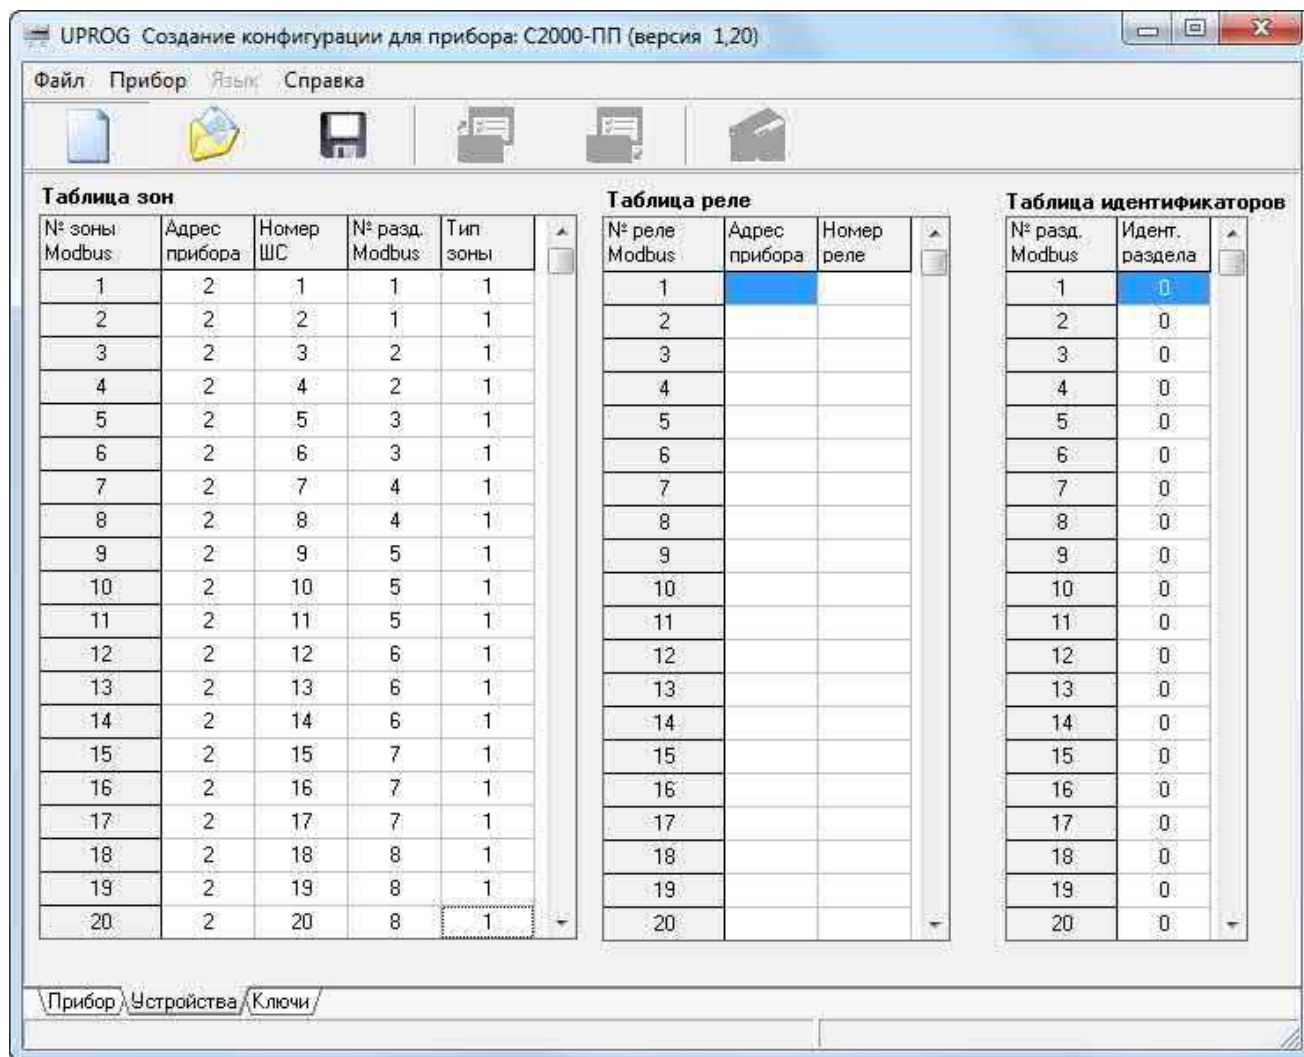 UPROG Создание конфигурации для прибора: С2000-ПП (версия 1,20)
Файл Прибор Язык Справка
Таблица зон
№ зоны Modbus Адрес прибора Номер ШС № разд. Modbus Тип зоны
1 2 1 1 1
2 2 2 1 1
3 2 3 2 1
4 2 4 2 1
5 2 5 3 1
6 2 6 3 1
7 2 7 4 1
8 2 8 4 1
9 2 9 5 1
10 2 10 5 1
11 2 11 5 1
12 2 12 6 1
13 2 13 6 1
14 2 14 6 1
15 2 15 7 1
16 2 16 7 1
17 2 17 7 1
18 2 18 8 1
19 2 19 8 1
20 2 20 8 1
Таблица реле
№ реле Modbus Адрес прибора Номер реле
1
2
3
4
5
6
7
8
9
10
11
12
13
14
15
16
17
18
19
20
Таблица идентификаторов
№ разд. Modbus Идент. раздела
1 0
2 0
3 0
4 0
5 0
6 0
7 0
8 0
9 0
10 0
11 0
12 0
13 0
14 0
15 0
16 0
17 0
18 0
19 0
20 0
Прибор Устройства Ключи